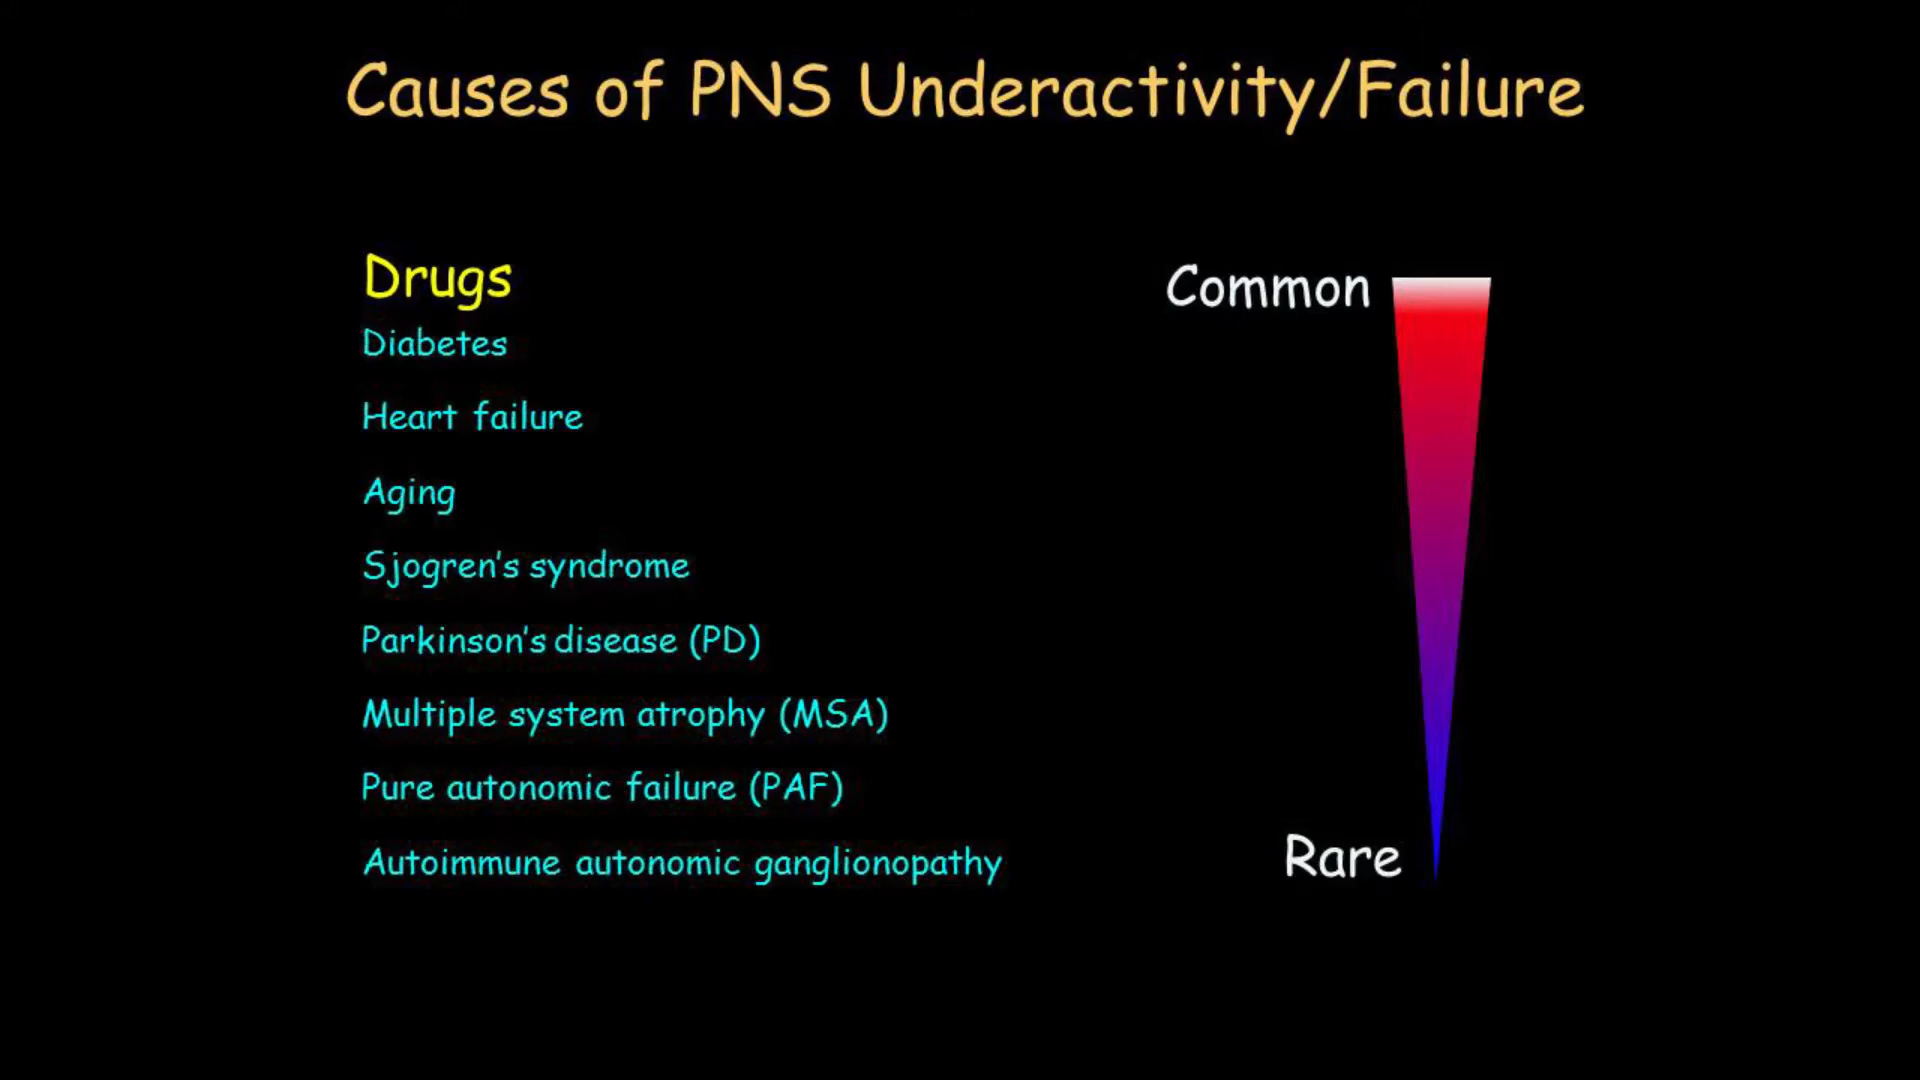 Causes of PNS Underactivity/Failure
Drugs
Common
Diabetes
Heart failure
Aging
Sjogren's syndrome
Parkinson's disease (PD)
Multiple system atrophy (MSA)
Pure autonomic failure (PAF)
Autoimmune autonomic ganglionopathy
Rare